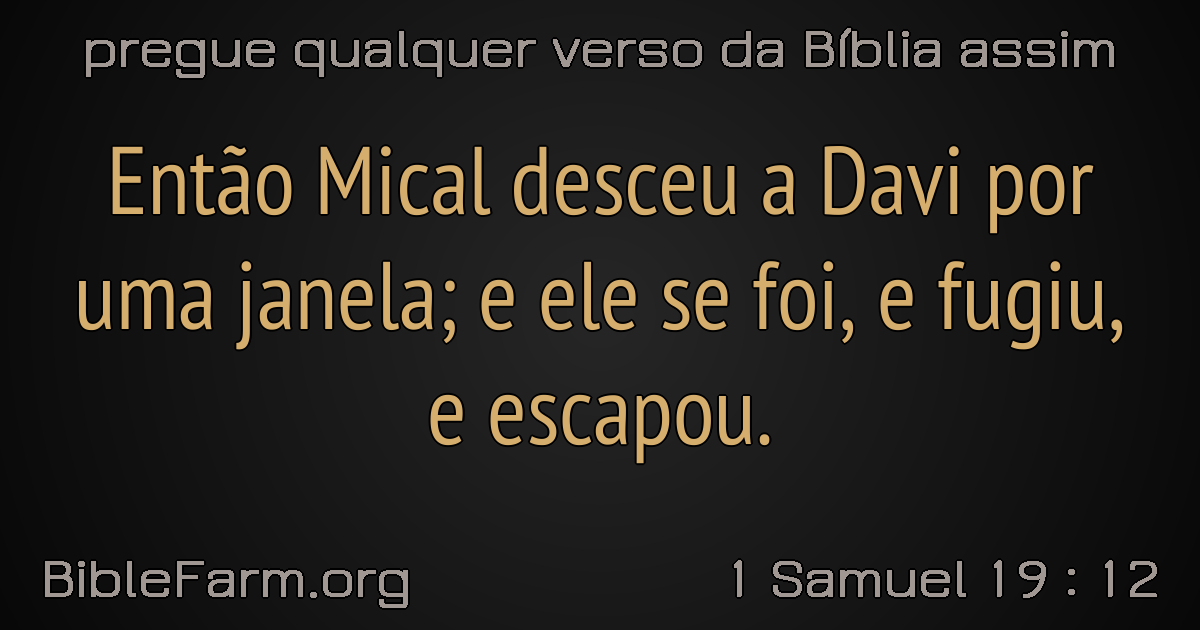 pregue qualquer verso da Bíblia assim
Então Mical desceu a Davi por
uma janela; e ele se foi, e fugiu,
e escapou.
BibleFarm.org
1 Samuel 19 : 12